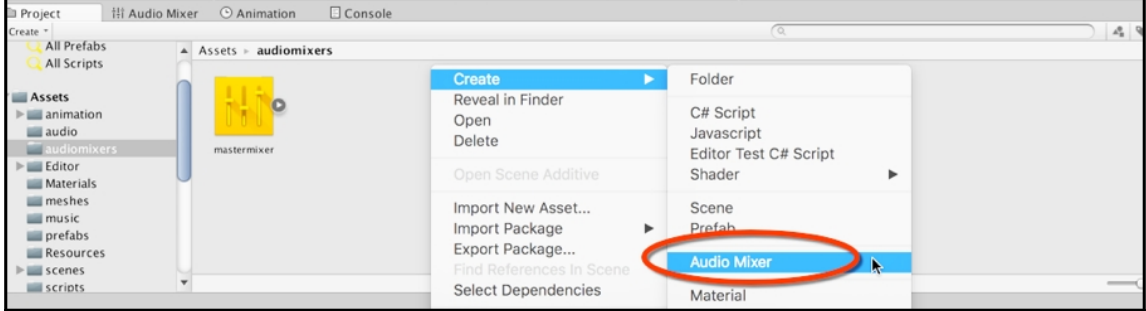 Project
Audio Mixer
Animation
Console
Create
All Prefabs
All Scripts
Assets
animation
audio
audiomixers
Editor
Materials
meshes
music
prefabs
Resources
scenes
scripts
Assets audiomixers
mastermixer
Create
Reveal in Finder
Open
Delete
Open Scene Additive
Import New Asset...
Import Package
Export Package...
Find References In Scene
Select Dependencies
Folder
C# Script
Javascript
Editor Test C# Script
Shader
Scene
Prefab
Audio Mixer
Material